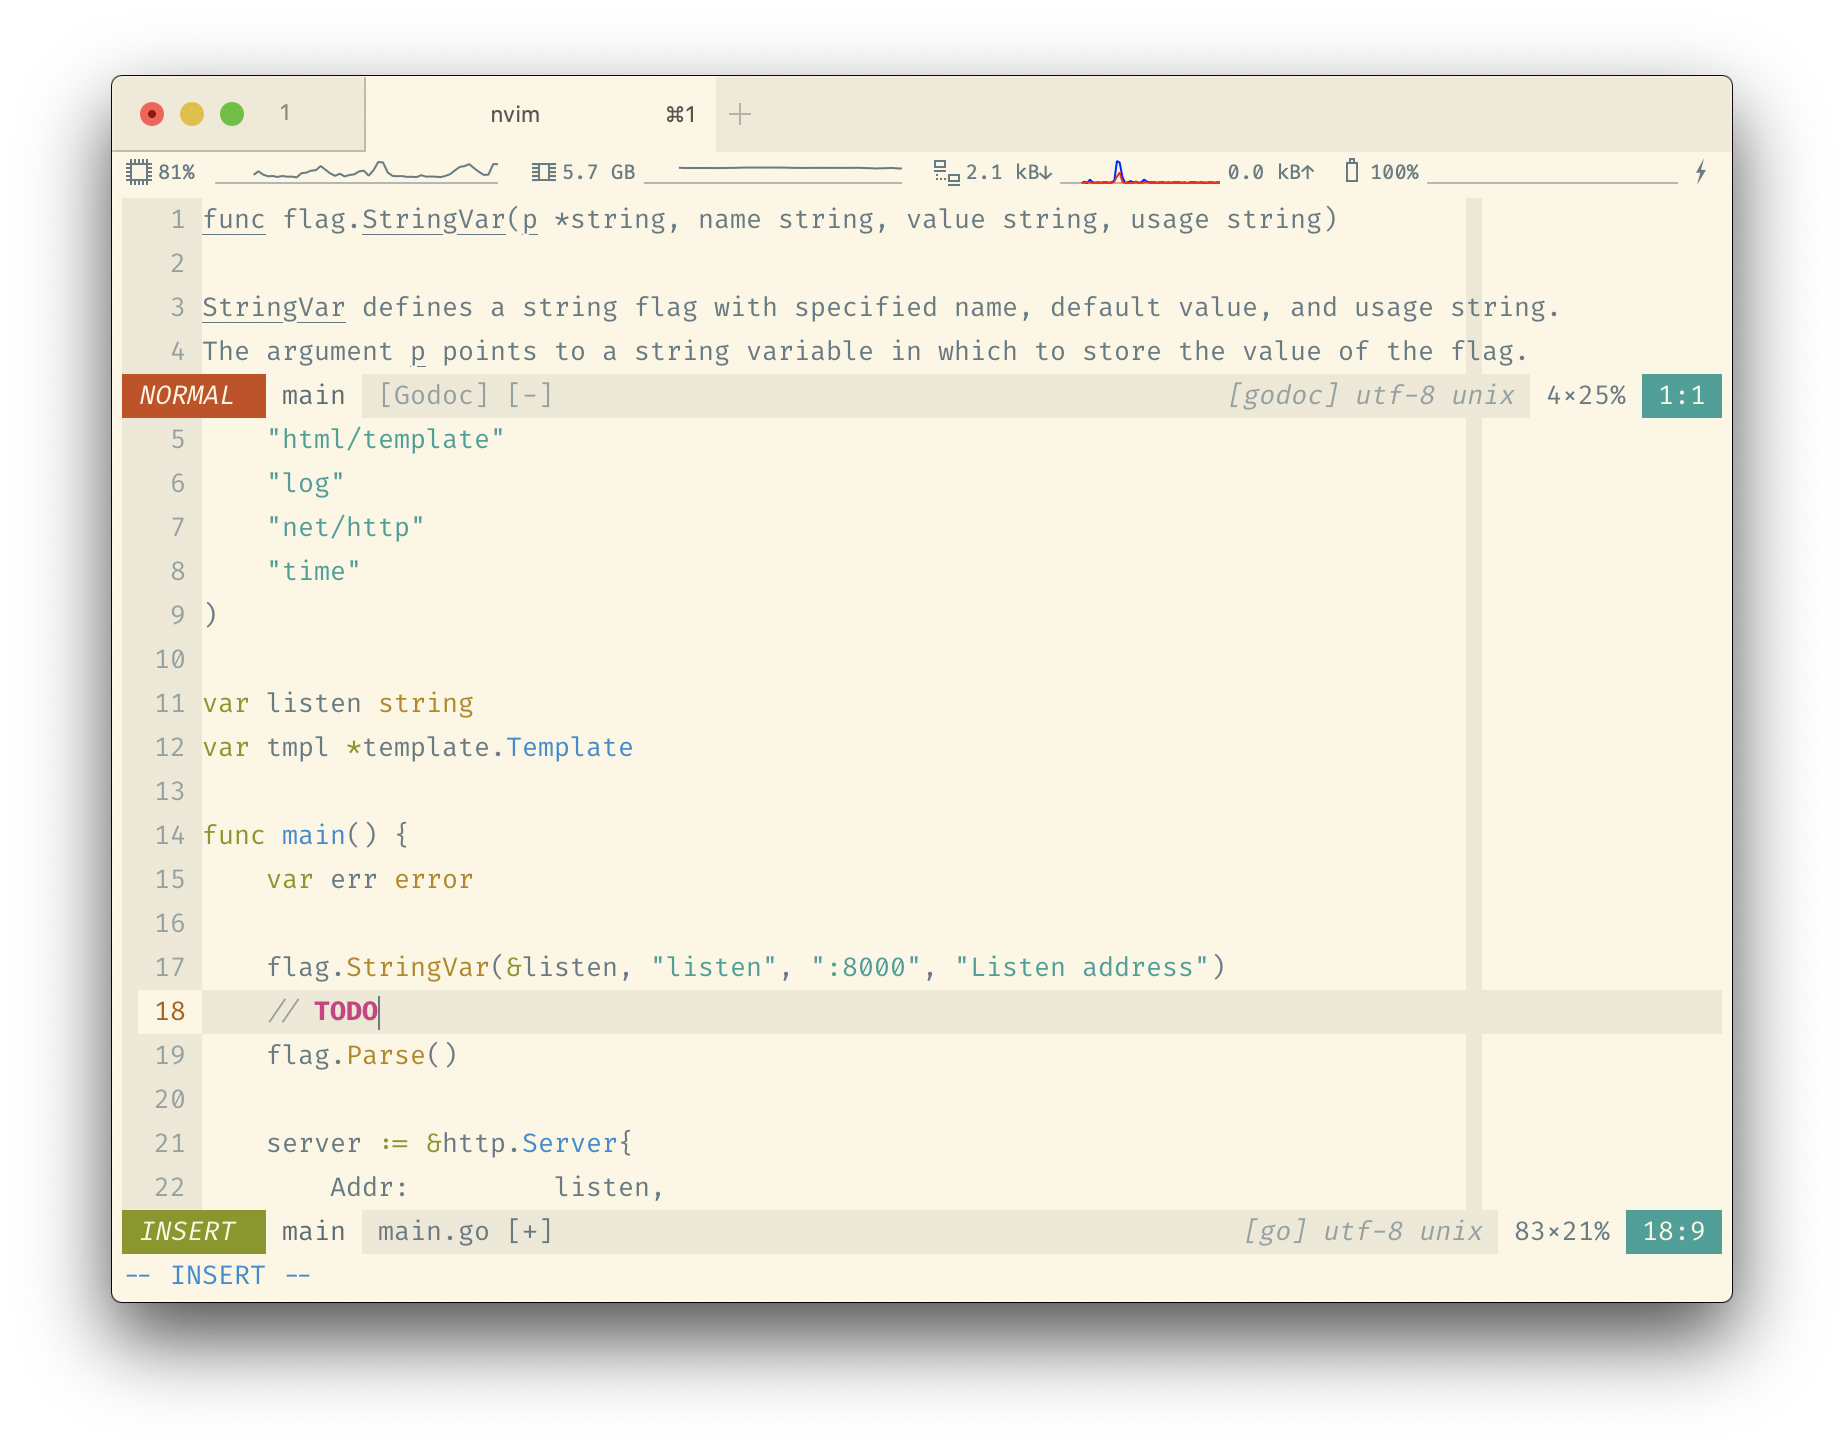 1 nvim ⌘1 +
81% 5.7 GB 2.1 kB↓ 0.0 kB↑ 100%
1 func flag.StringVar(p *string, name string, value string, usage string)
2
3 StringVar defines a string flag with specified name, default value, and usage string.
4 The argument p points to a string variable in which to store the value of the flag.
NORMAL main [Godoc] [-] [godoc] utf-8 unix 4×25% 1:1
5 "html/template"
6 "log"
7 "net/http"
8 "time"
9 )
10
11 var listen string
12 var tmpl *template.Template
13
14 func main() {
15 var err error
16
17 flag.StringVar(&listen, "listen", ":8000", "Listen address")
18 // TODO
19 flag.Parse()
20
21 server := &http.Server{
22 Addr: listen,
INSERT main main.go [+] [go] utf-8 unix 83×21% 18:9
-- INSERT --